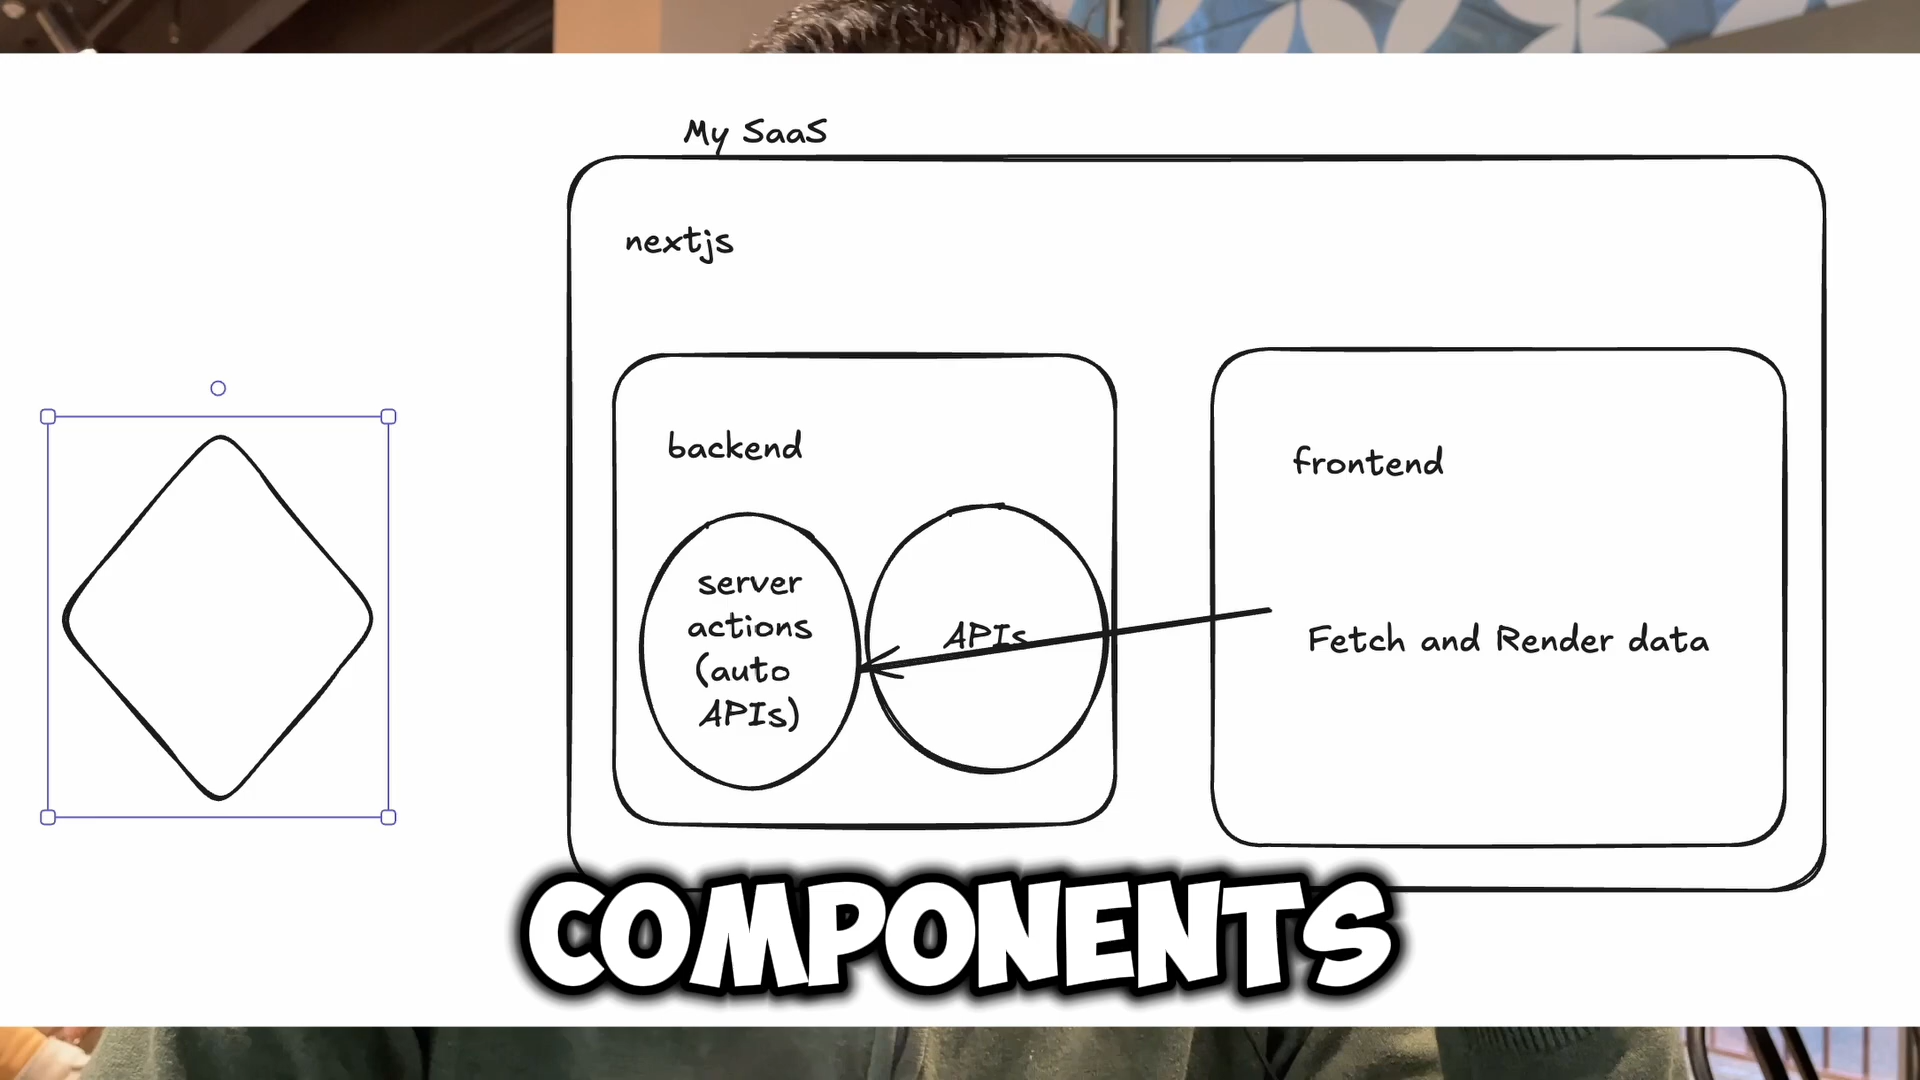 My SaaS
nextjs
backend
frontend
server
actions
(auto
APIs)
APIs
Fetch and Render data
COMPONENTS